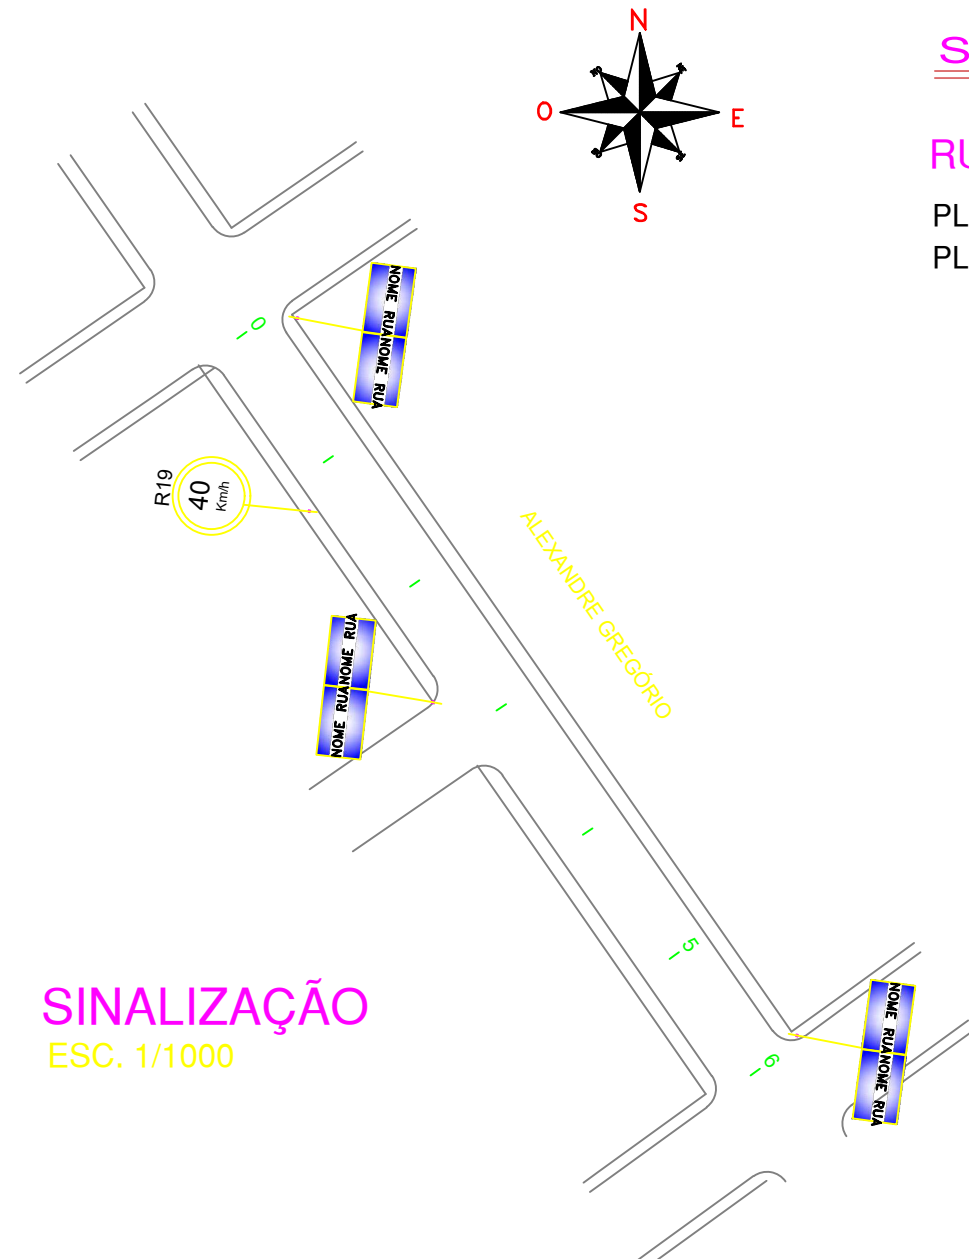 N
O
E
S
S
RU
PL
PL
NOME RUA
NOME RUA
0
R19
40
Km/h
ALEXANDRE GREGÓRIO
NOME RUA
NOME RUA
5
SINALIZAÇÃO
ESC. 1/1000
NOME RUA
NOME RUA
6